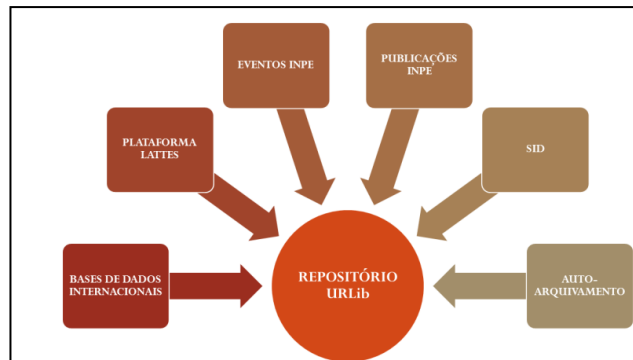 EVENTOS INPE
PUBLICAÇÕES
INPE
PLATAFORMA
LATTES
SID
BASES DE DADOS
INTERNACIONAIS
REPOSITÓRIO
URLib
AUTO-
ARQUIVAMENTO